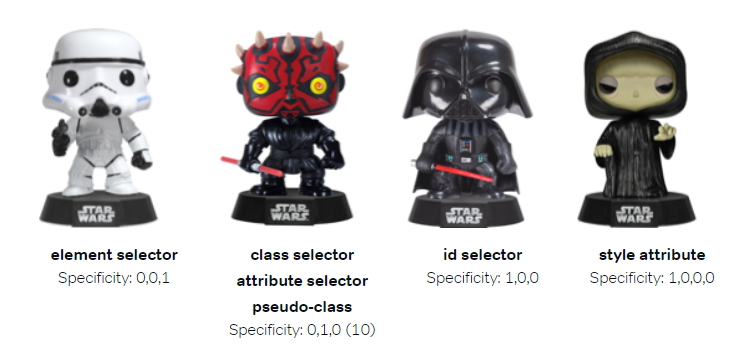 STAR WARS
STAR WARS
STAR WARS
STAR WARS
element selector
Specificity: 0,0,1
class selector
attribute selector
pseudo-class
Specificity: 0,1,0 (10)
id selector
Specificity: 1,0,0
style attribute
Specificity: 1,0,0,0